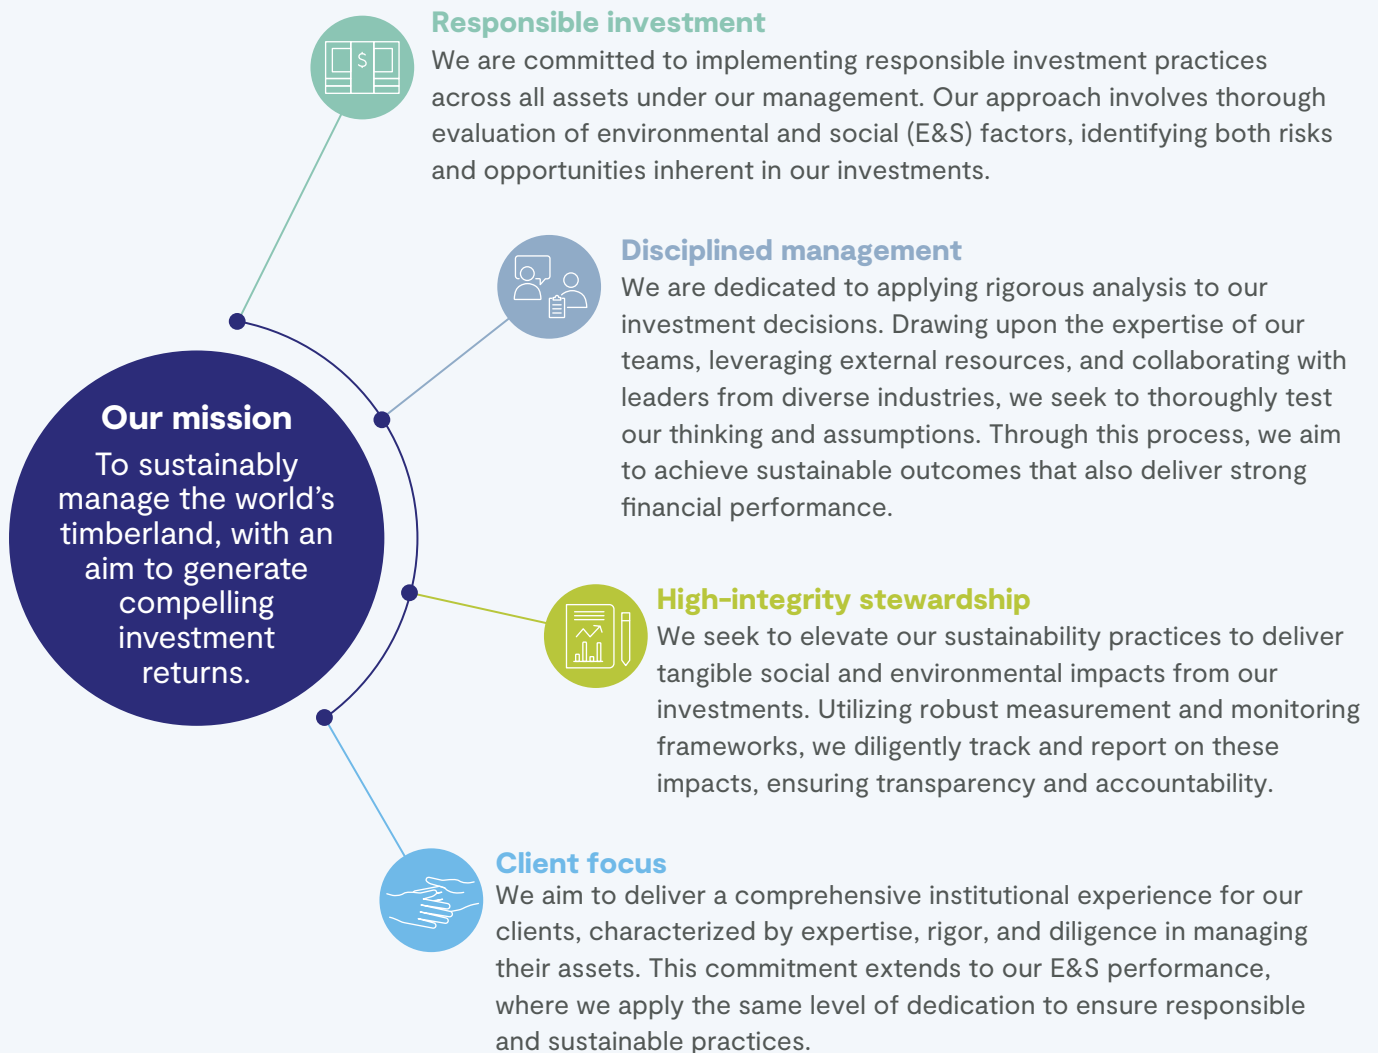 Responsible investment
We are committed to implementing responsible investment practices
across all assets under our management. Our approach involves thorough
evaluation of environmental and social (E&S) factors, identifying both risks
and opportunities inherent in our investments.
Disciplined management
We are dedicated to applying rigorous analysis to our
investment decisions. Drawing upon the expertise of our
teams, leveraging external resources, and collaborating with
leaders from diverse industries, we seek to thoroughly test
our thinking and assumptions. Through this process, we aim
to achieve sustainable outcomes that also deliver strong
financial performance.
Our mission
To sustainably
manage the world’s
timberland, with an
aim to generate
compelling
investment
returns.
High-integrity stewardship
We seek to elevate our sustainability practices to deliver
tangible social and environmental impacts from our
investments. Utilizing robust measurement and monitoring
frameworks, we diligently track and report on these
impacts, ensuring transparency and accountability.
Client focus
We aim to deliver a comprehensive institutional experience for our
clients, characterized by expertise, rigor, and diligence in managing
their assets. This commitment extends to our E&S performance,
where we apply the same level of dedication to ensure responsible
and sustainable practices.
$